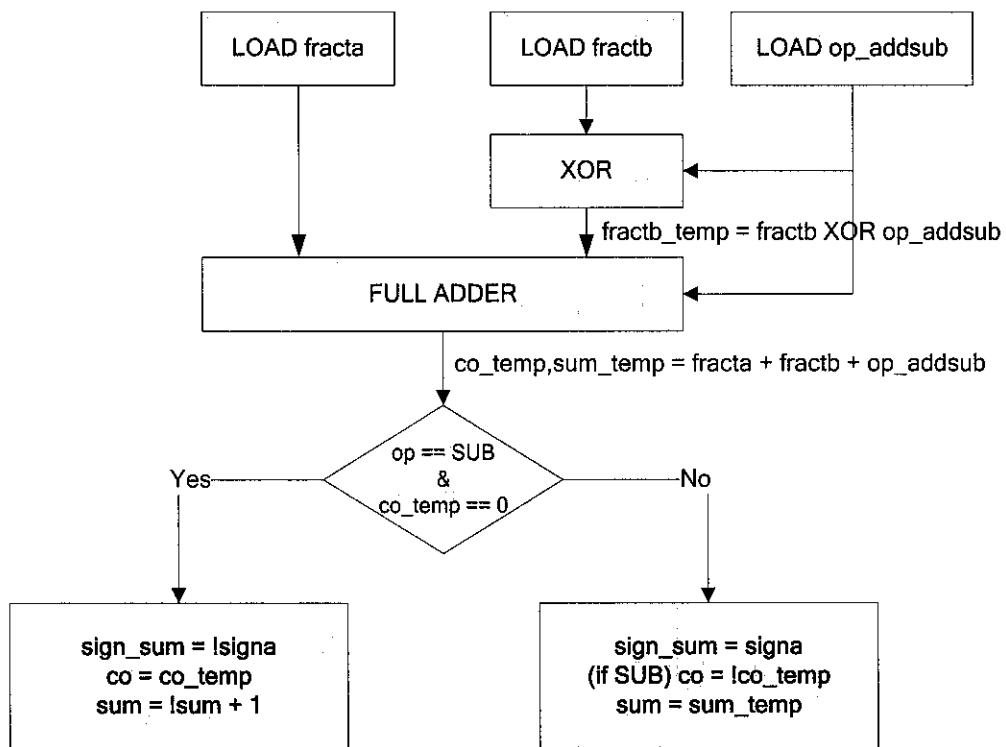 LOAD fracta
LOAD fractb
LOAD op_addsub
XOR
fractb_temp = fractb XOR op_addsub
FULL ADDER
co_temp,sum_temp = fracta + fractb + op_addsub
op == SUB
&
co_temp == 0
Yes
No
sign_sum = !signa
co = co_temp
sum = !sum + 1
sign_sum = signa
(if SUB) co = !co_temp
sum = sum_temp